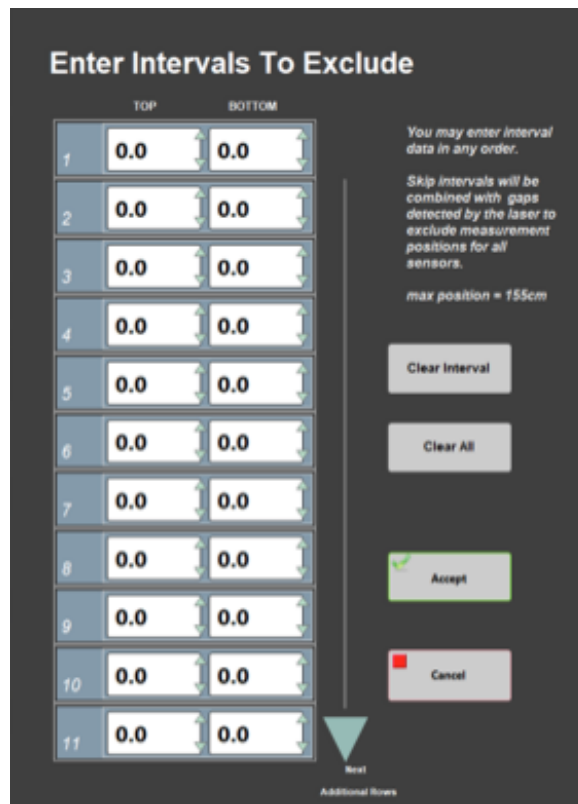 Enter Intervals To Exclude
TOP BOTTOM
1 0.0 0.0
2 0.0 0.0
3 0.0 0.0
4 0.0 0.0
5 0.0 0.0
6 0.0 0.0
7 0.0 0.0
8 0.0 0.0
9 0.0 0.0
10 0.0 0.0
11 0.0 0.0
You may enter interval
data in any order.
Skip intervals will be
combined with gaps
detected by the laser to
exclude measurement
positions for all
sensors.
max position = 155cm
Clear Interval
Clear All
Accept
Cancel
Next
Additional Rows